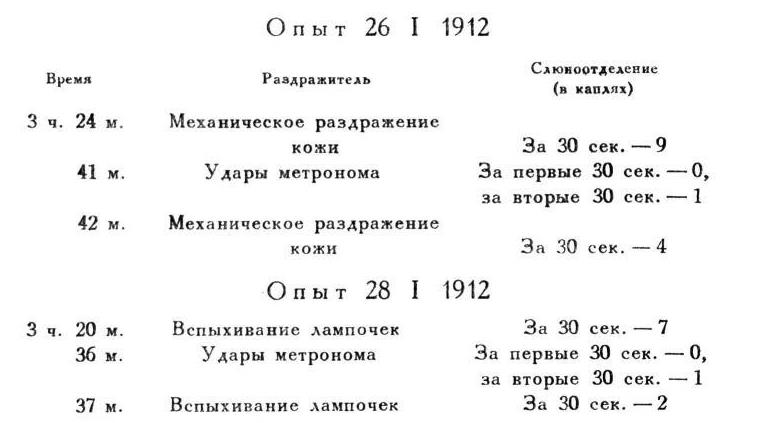 Опыт 26 I 1912
Время Раздражитель Слюноотделение
(в каплях)
3 ч. 24 м. Механическое раздражение
кожи За 30 сек. — 9
41 м. Удары метронома За первые 30 сек. — 0,
за вторые 30 сек. — 1
42 м. Механическое раздражение
кожи За 30 сек. — 4
Опыт 28 I 1912
3 ч. 20 м. Вспыхивание лампочек За 30 сек. — 7
36 м. Удары метронома За первые 30 сек. — 0,
за вторые 30 сек. — 1
37 м. Вспыхивание лампочек За 30 сек. — 2